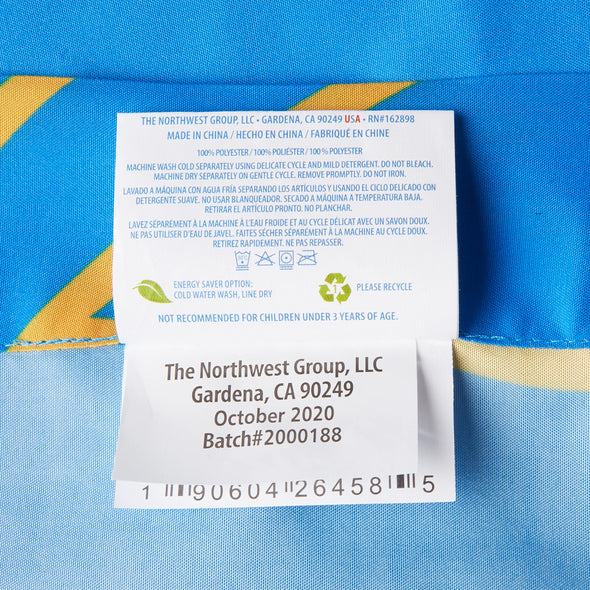 THE NORTHWEST GROUP, LLC • GARDENA, CA 90249 USA • RN#162898
MADE IN CHINA / HECHO EN CHINA / FABRIQUÉ EN CHINE
100% POLYESTER / 100% POLIÉSTER / 100 % POLYESTER
MACHINE WASH COLD SEPARATELY USING DELICATE CYCLE AND MILD DETERGENT. DO NOT BLEACH.
MACHINE DRY SEPARATELY ON GENTLE CYCLE. REMOVE PROMPTLY. DO NOT IRON.
LAVADO A MÁQUINA CON AGUA FRÍA SEPARANDO LOS ARTÍCULOS Y USANDO EL CICLO DELICADO CON
DETERGENTE SUAVE. NO USAR BLANQUEADOR. SECADO A MÁQUINA A TEMPERATURA BAJA.
RETIRAR EL ARTÍCULO PRONTO. NO PLANCHAR.
LAVEZ SÉPARÉMENT À LA MACHINE À L'EAU FROIDE ET AU CYCLE DÉLICAT AVEC UN SAVON DOUX.
NE PAS UTILISER D'EAU DE JAVEL. FAITES SÉCHER SÉPARÉMENT À LA MACHINE AU CYCLE DOUX.
RETIREZ RAPIDEMENT. NE PAS REPASSER.
ENERGY SAVER OPTION:
COLD WATER WASH, LINE DRY
1
PLEASE RECYCLE
NOT RECOMMENDED FOR CHILDREN UNDER 3 YEARS OF AGE.
The Northwest Group, LLC
Gardena, CA 90249
October 2020
Batch#2000188
1 90604 26458 5